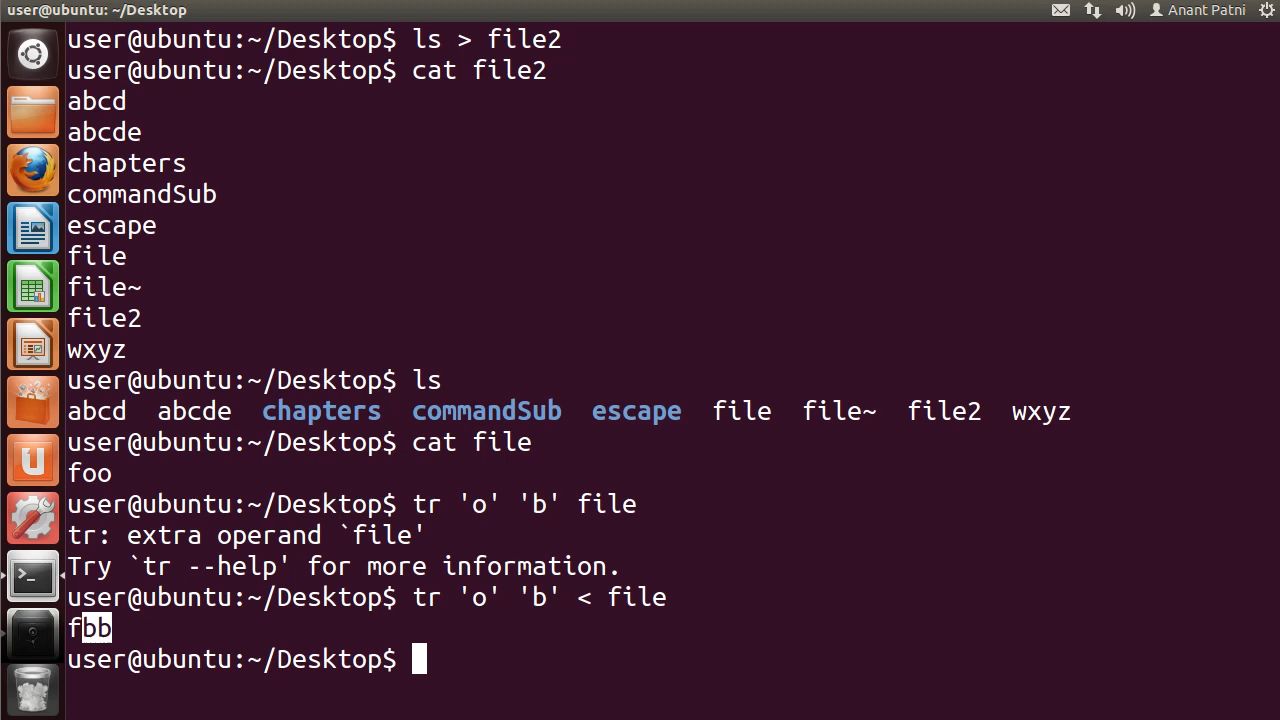 user@ubuntu: ~/Desktop
Anant Patni
user@ubuntu:~/Desktop$ ls > file2
user@ubuntu:~/Desktop$ cat file2
abcd
abcde
chapters
commandSub
escape
file
file~
file2
wxyz
user@ubuntu:~/Desktop$ ls
abcd  abcde  chapters  commandSub  escape  file  file~  file2  wxyz
user@ubuntu:~/Desktop$ cat file
foo
user@ubuntu:~/Desktop$ tr 'o' 'b' file
tr: extra operand `file'
Try `tr --help' for more information.
user@ubuntu:~/Desktop$ tr 'o' 'b' < file
fbb
user@ubuntu:~/Desktop$